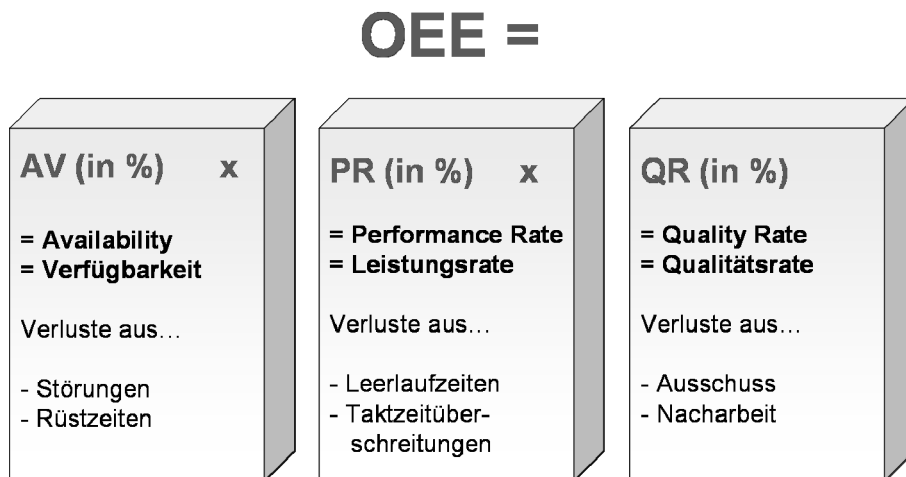 OEE =
AV (in %) x
= Availability
= Verfügbarkeit
Verluste aus...
- Störungen
- Rüstzeiten
PR (in %) x
= Performance Rate
= Leistungsrate
Verluste aus...
- Leerlaufzeiten
- Taktzeitüber-
schreitungen
QR (in %)
= Quality Rate
= Qualitätsrate
Verluste aus...
- Ausschuss
- Nacharbeit